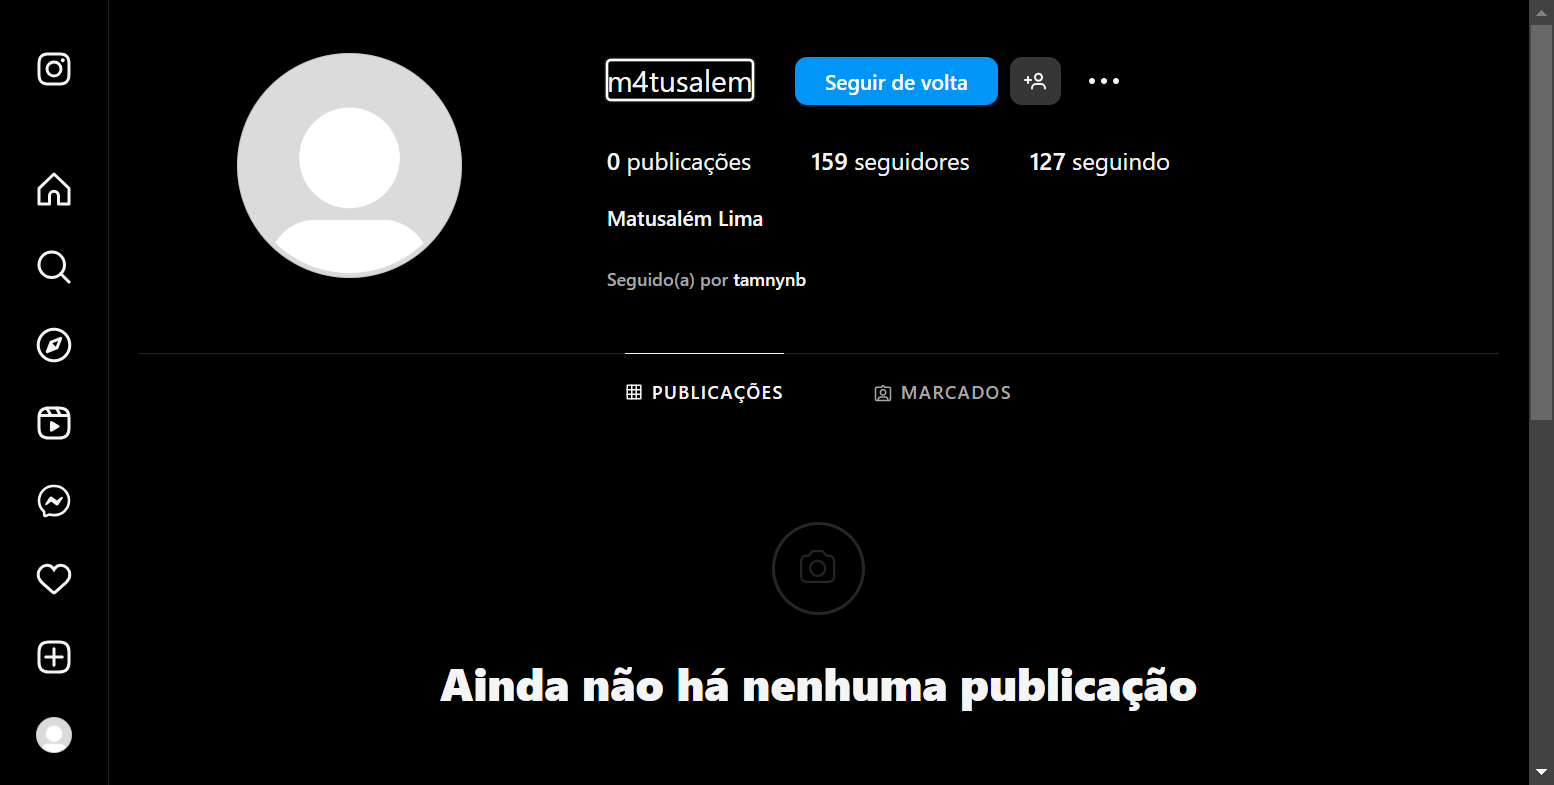 m4tusalem Seguir de volta
0 publicações 159 seguidores 127 seguindo
Matusalém Lima
Seguido(a) por tamnynb
PUBLICAÇÕES MARCADOS
Ainda não há nenhuma publicação